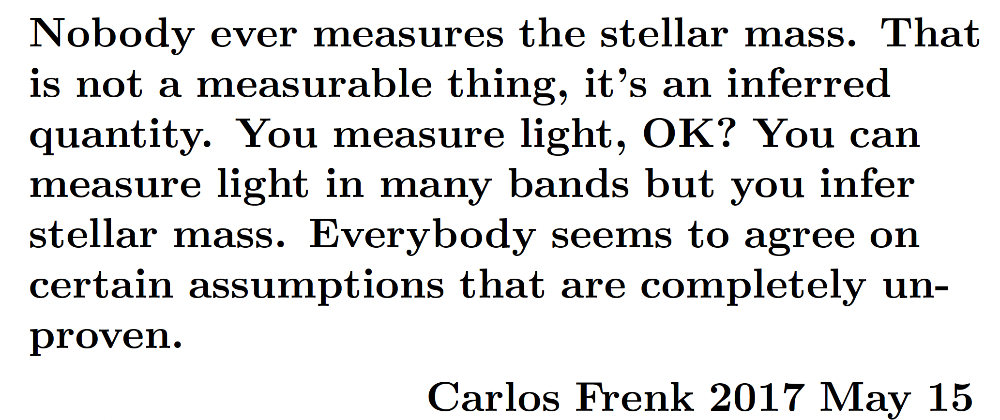 Nobody ever measures the stellar mass. That
is not a measurable thing, it’s an inferred
quantity. You measure light, OK? You can
measure light in many bands but you infer
stellar mass. Everybody seems to agree on
certain assumptions that are completely un-
proven.
Carlos Frenk 2017 May 15